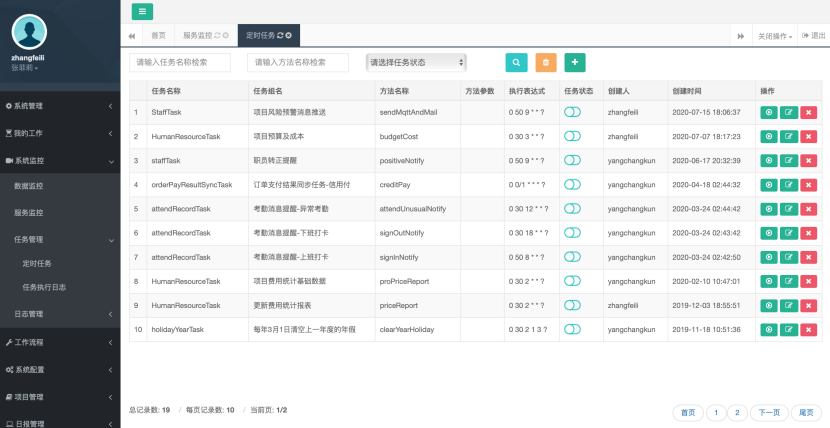 zhangfeili
张菲莉
系统管理
我的工作
系统监控
数据监控
服务监控
任务管理
定时任务
任务执行日志
日志管理
工作流程
系统配置
项目管理
日报管理
首页 服务监控 定时任务 关闭操作 退出
请输入任务名称检索 请输入方法名称检索 请选择任务状态
任务名称 任务组名 方法名称 方法参数 执行表达式 任务状态 创建人 创建时间 操作
1 StaffTask 项目风险预警消息推送 sendMqttAndMail 0 50 9 * * ? zhangfeili 2020-07-15 18:06:37
2 HumanResourceTask 项目预算及成本 budgetCost 0 30 3 * * ? zhangfeili 2020-07-07 18:17:23
3 staffTask 职员转正提醒 positiveNotify 0 50 9 * * ? yangchangkun 2020-06-17 20:32:39
4 orderPayResultSyncTask 订单支付结果同步任务-信用付 creditPay 0 0/1 * * * ? yangchangkun 2020-04-18 02:44:32
5 attendRecordTask 考勤消息提醒-异常考勤 attendUnusualNotify 0 30 12 * * ? yangchangkun 2020-03-24 02:44:42
6 attendRecordTask 考勤消息提醒-下班打卡 signOutNotify 0 30 18 * * ? yangchangkun 2020-03-24 02:43:42
7 attendRecordTask 考勤消息提醒-上班打卡 signInNotify 0 50 8 * * ? yangchangkun 2020-03-24 02:42:50
8 HumanResourceTask 项目费用统计基础数据 proPriceReport 0 30 2 * * ? yangchangkun 2020-02-10 10:47:01
9 HumanResourceTask 更新费用统计报表 priceReport 0 30 2 * * ? zhangfeili 2019-12-03 18:55:51
10 holidayYearTask 每年3月1日清空上一年度的年假 clearYearHoliday 0 30 2 1 3 ? yangchangkun 2019-11-18 10:51:36
总记录数: 19 / 每页记录数: 10 / 当前页: 1/2
首页 1 2 下一页 尾页